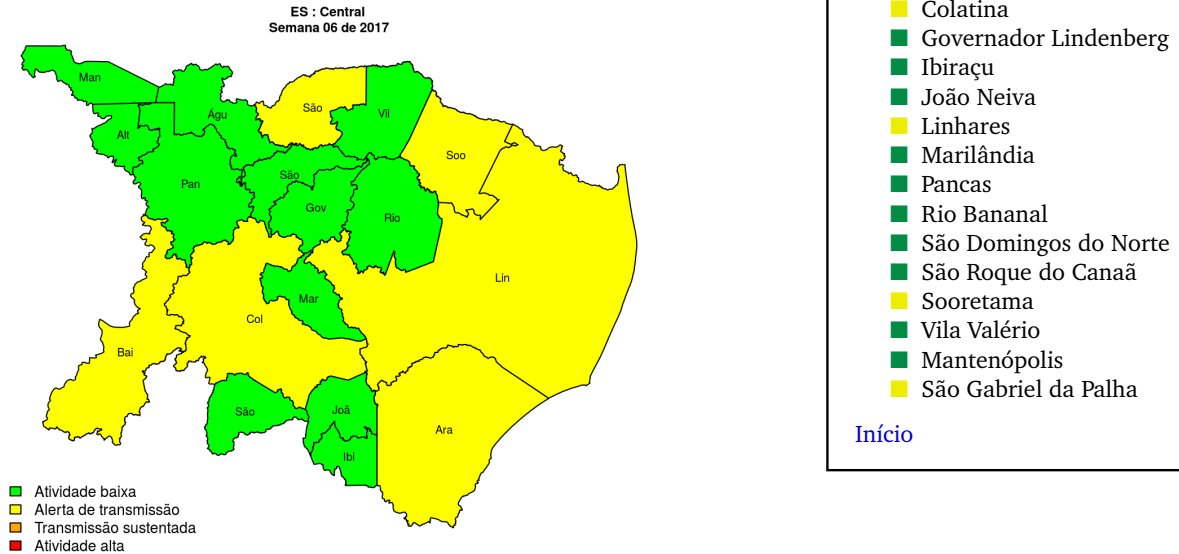 ES : Central
Semana 06 de 2017
Man
Águ
São
Vil
Alt
Soo
São
Pan
Gov
Rio
Lin
Mar
Col
Bai
São
Joã
Ara
Ibi
Atividade baixa
Alerta de transmissão
Transmissão sustentada
Atividade alta
Colatina
Governador Lindenberg
Ibiraçu
João Neiva
Linhares
Marilândia
Pancas
Rio Bananal
São Domingos do Norte
São Roque do Canaã
Sooretama
Vila Valério
Mantenópolis
São Gabriel da Palha
Início